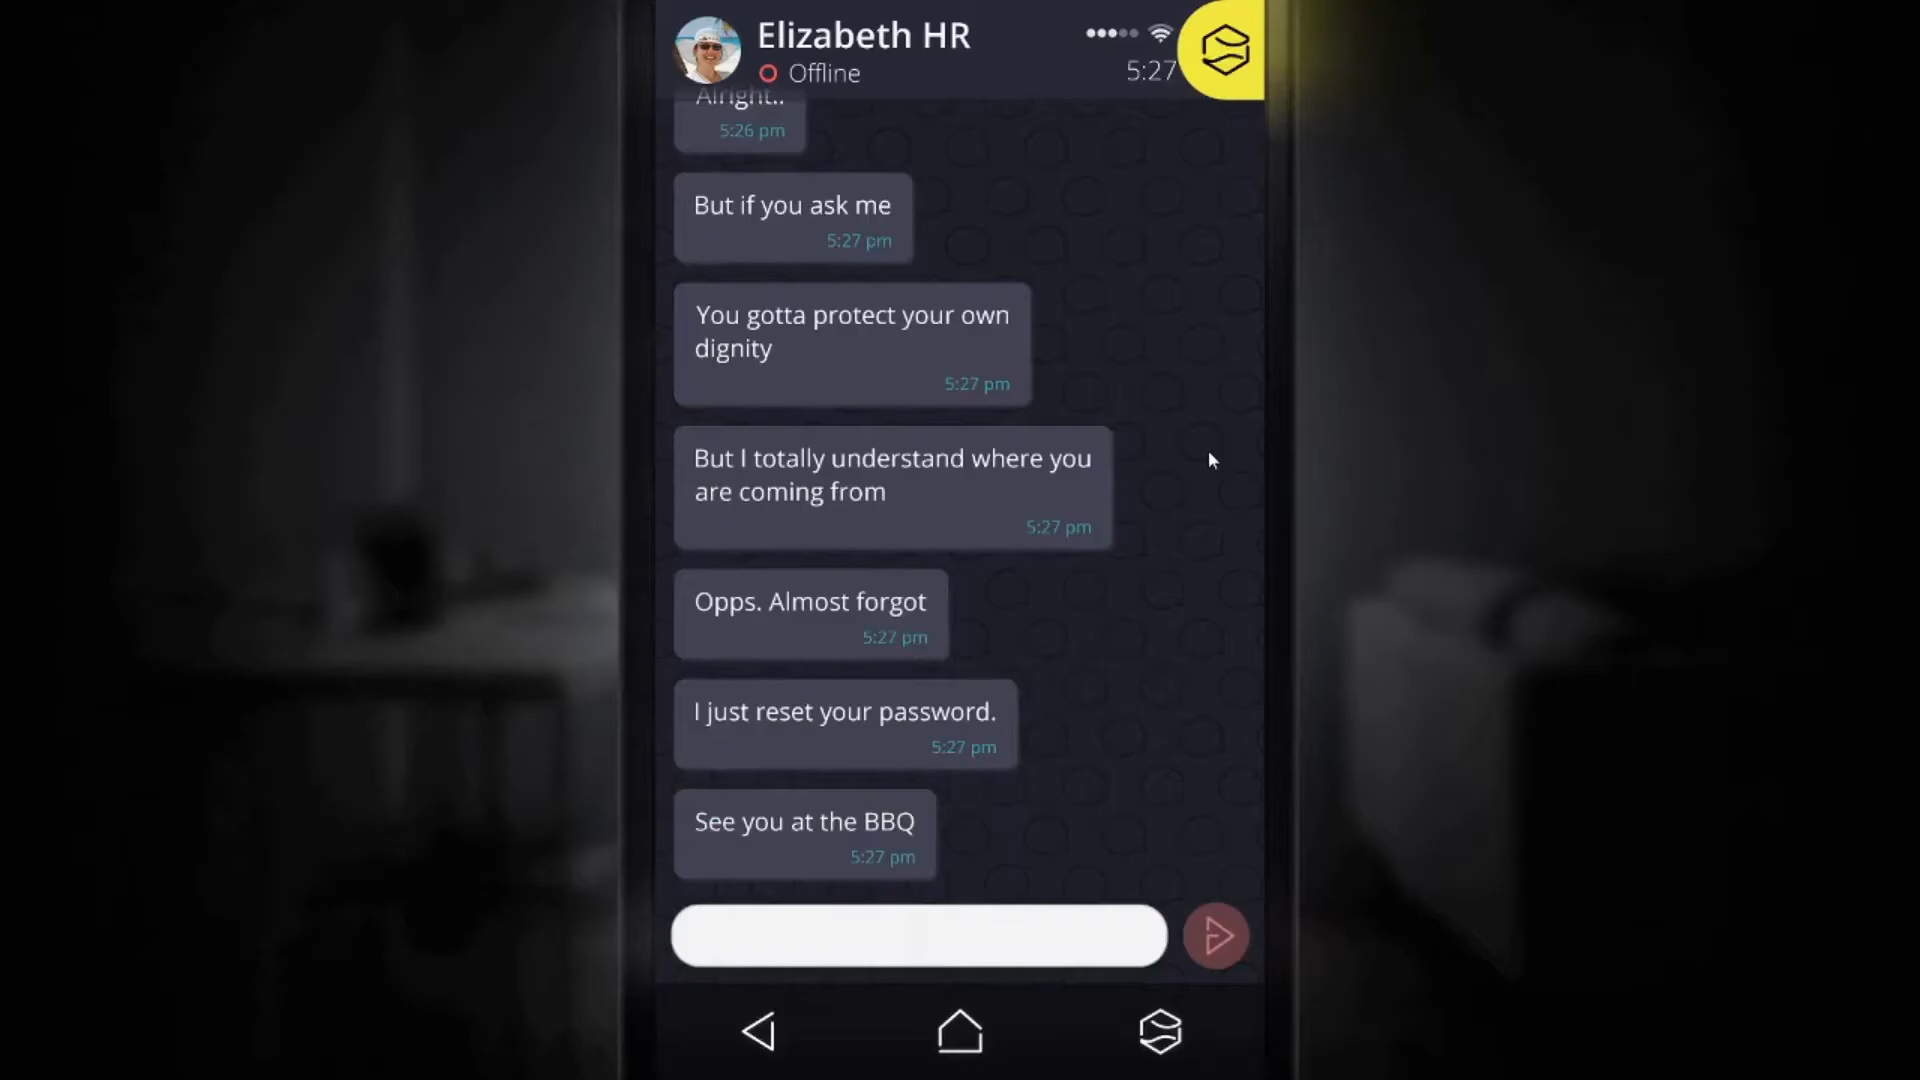 Elizabeth HR
Offline
5:27
Alright..
5:26 pm
But if you ask me
5:27 pm
You gotta protect your own
dignity
5:27 pm
But I totally understand where you
are coming from
5:27 pm
Opps. Almost forgot
5:27 pm
I just reset your password.
5:27 pm
See you at the BBQ
5:27 pm